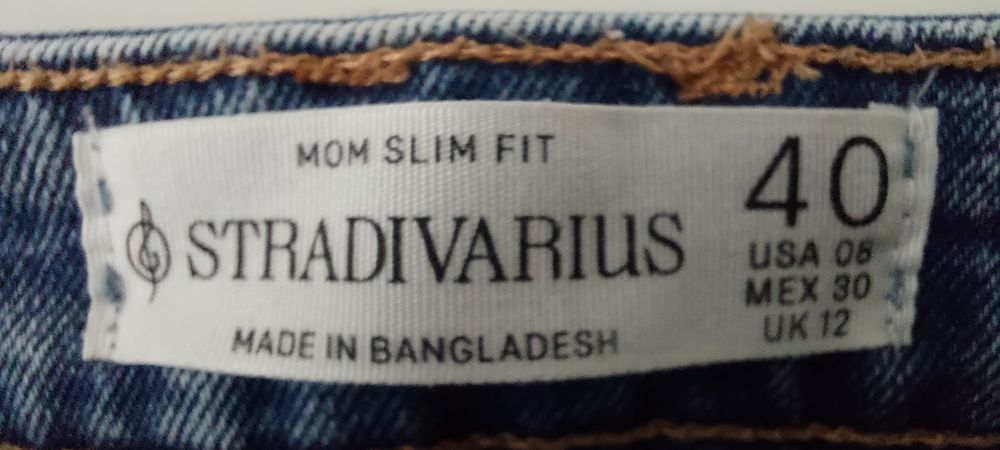 MOM SLIM FIT
STRADIVARIUS
MADE IN BANGLADESH
40
USA 08
MEX 30
UK 12